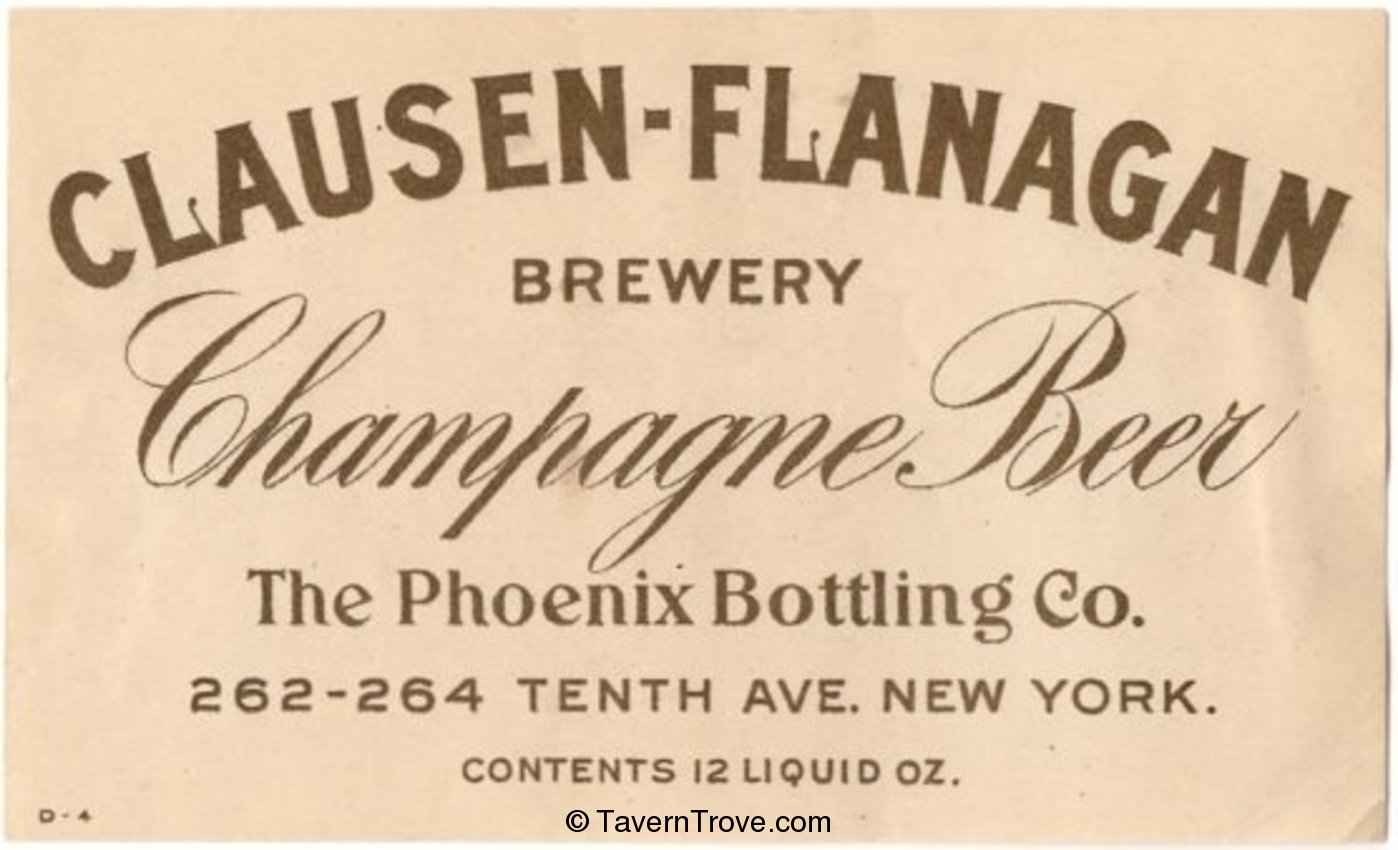 CLAUSEN-FLANAGAN
BREWERY
Champagne Beer
The Phoenix Bottling Co.
262-264 TENTH AVE. NEW YORK.
CONTENTS 12 LIQUID OZ.
D-4
© TavernTrove.com